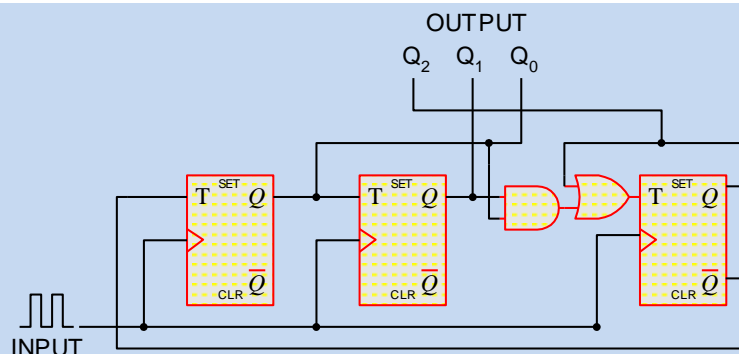 OUTPUT
Q2 Q1 Q0
SET SET SET
T Q T Q T
Q Q
CLR CLR CLR
INPUT